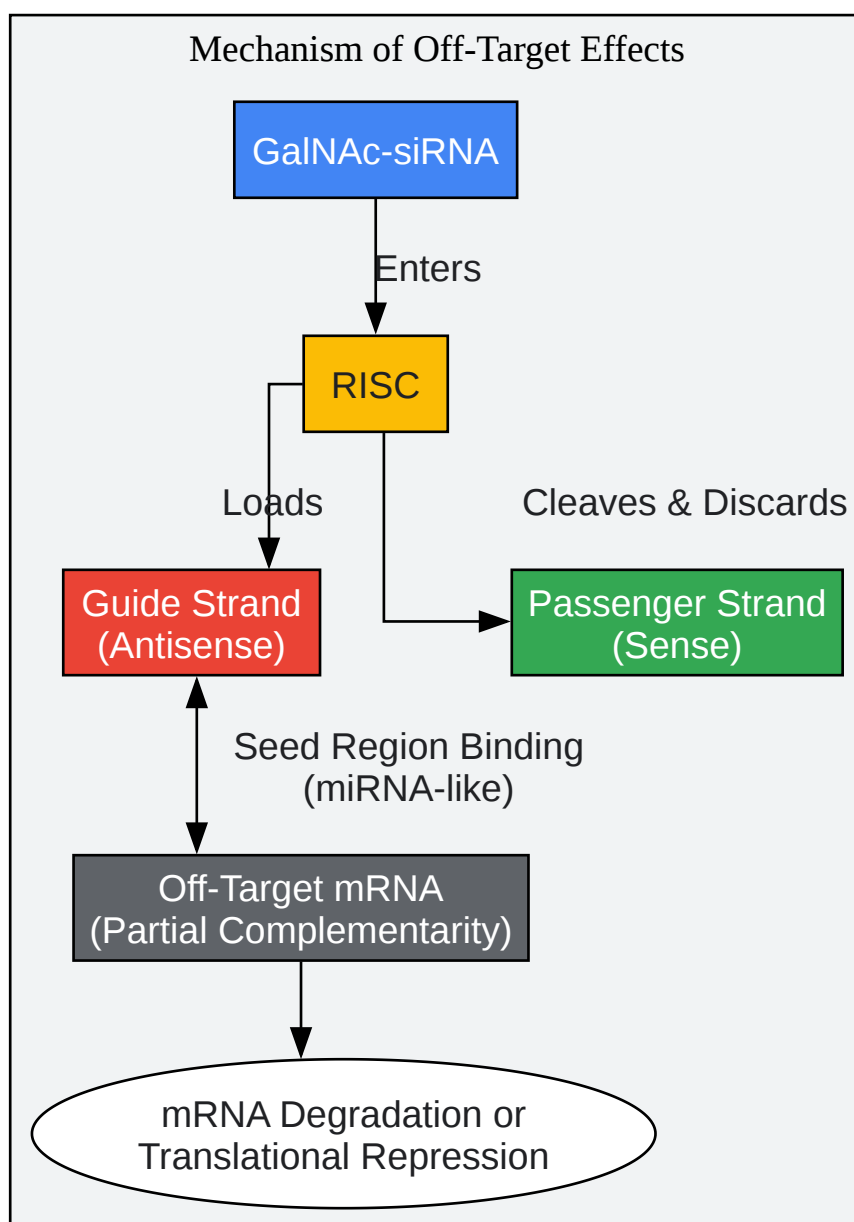 Mechanism of Off-Target Effects
GalNAc-siRNA
Enters
RISC
Loads
Cleaves & Discards
Guide Strand
(Antisense)
Passenger Strand
(Sense)
Seed Region Binding
(miRNA-like)
Off-Target mRNA
(Partial Complementarity)
mRNA Degradation or
Translational Repression